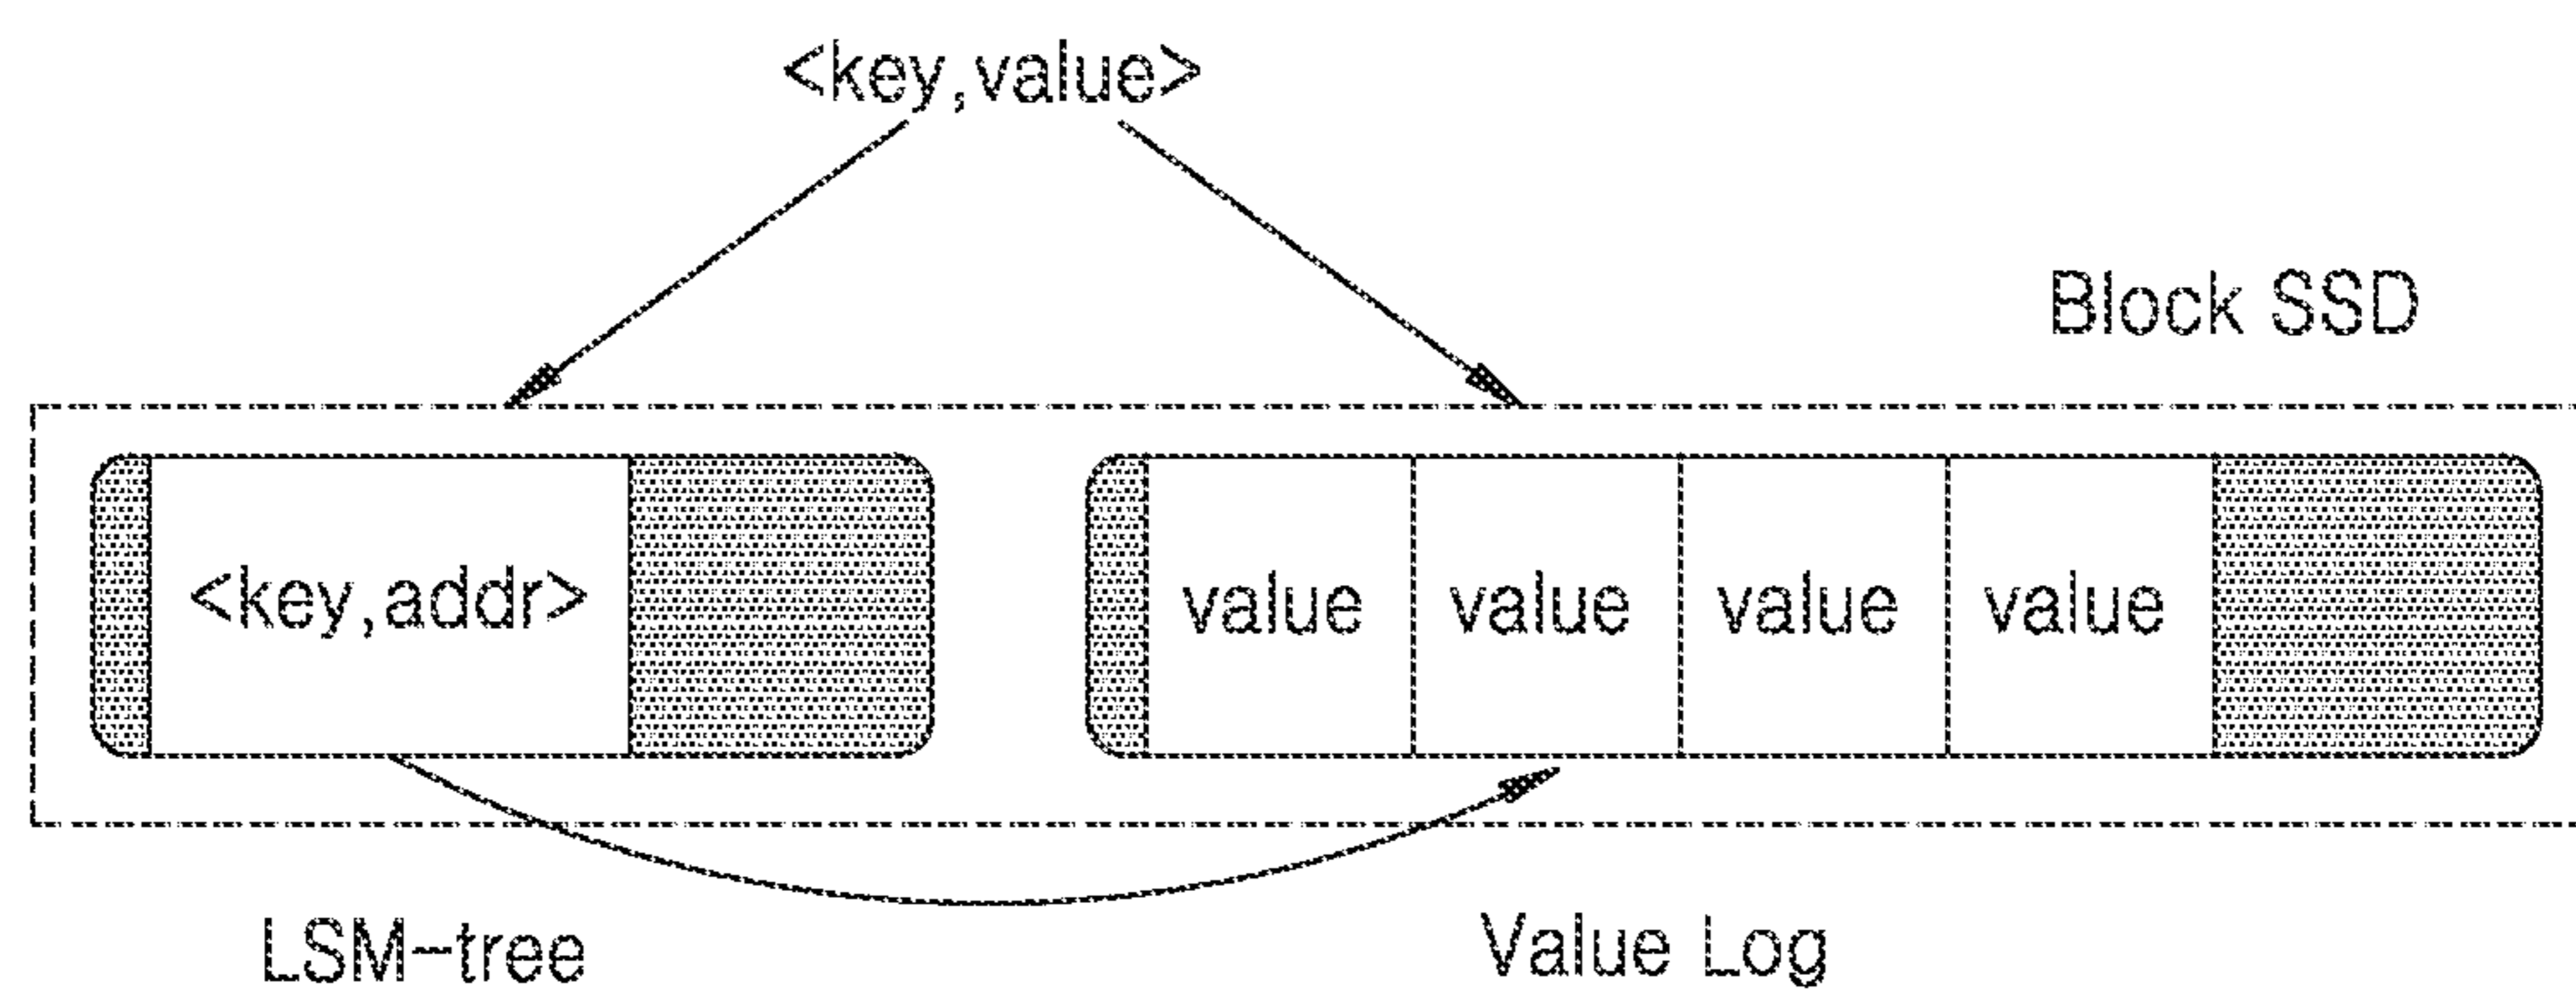 <key,value>
Block SSD
<key,addr> value value value value
LSM-tree Value Log